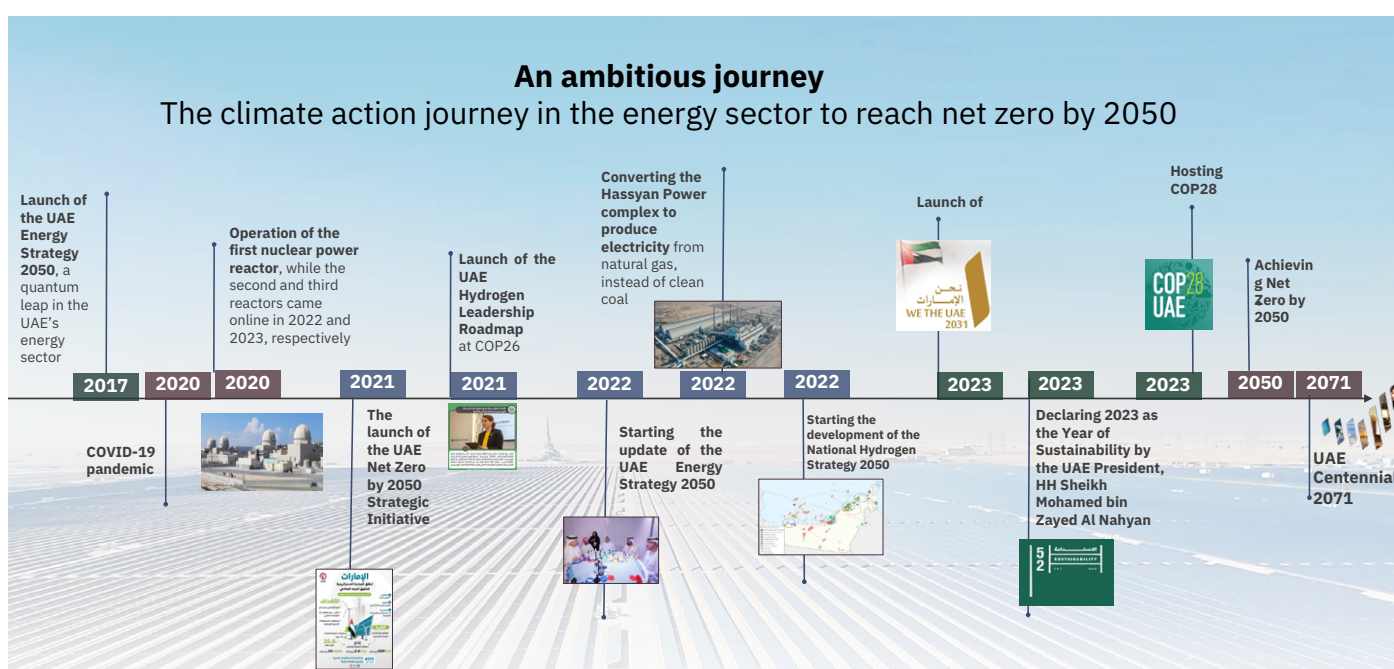 An ambitious journey
The climate action journey in the energy sector to reach net zero by 2050
Launch of
the UAE
Energy
Strategy
2050, a
quantum
leap in the
UAE's
energy
sector
2017
2020
COVID-19
pandemic
Operation of the
first nuclear power
reactor, while the
second and third
reactors came
online in 2022 and
2023, respectively
2020
2021
The
launch of
the UAE
Net Zero
by 2050
Strategic
Initiative
الإمارات
الأهداف
Launch of the
UAE
Hydrogen
Leadership
Roadmap
at COP26
2021
2022
Starting the
update of the
UAE Energy
Strategy 2050
Converting the
Hassyan Power
complex to
produce
electricity from
natural gas,
instead of clean
coal
2022
2022
Starting the
development of the
National Hydrogen
Strategy 2050
Launch of
نحن
الإمارات
WE THE UAE
2031
2023
2023
Declaring 2023 as
the Year of
Sustainability by
the UAE President,
HH Sheikh
Mohamed bin
Zayed Al Nahyan
52
الاستدامة
SUSTAINABILITY
Hosting
COP28
COP28
UAE
2023
Achievin
g Net
Zero by
2050
2050
2071
UAE
Centennial
2071